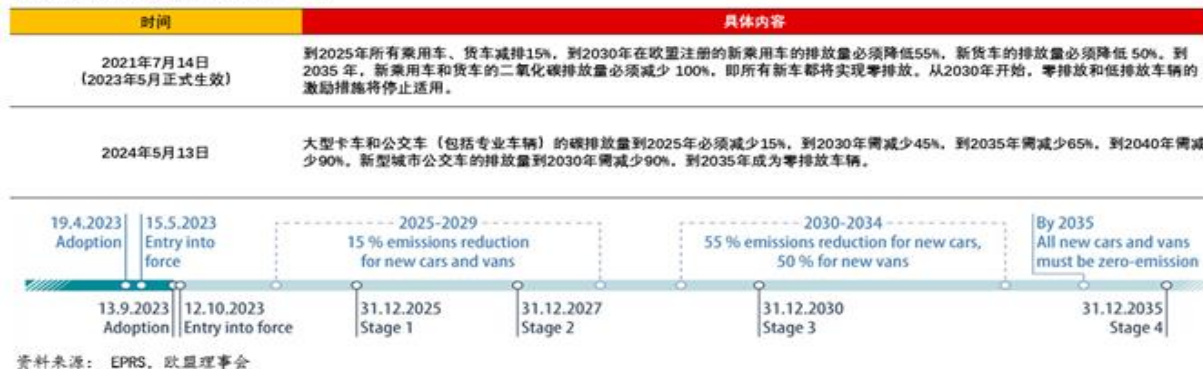 时间 具体内容
2021年7月14日
（2023年5月正式生效）
到2025年所有乘用车、货车减排15%，到2030年在欧盟注册的新乘用车的排放量必须降低55%，新货车的排放量必须降低 50%。到
2035 年，新乘用车和货车的二氧化碳排放量必须减少 100%，即所有新车都将实现零排放。从2030年开始，零排放和低排放车辆的
激励措施将停止适用。
2024年5月13日
大型卡车和公交车（包括专业车辆）的碳排放量到2025年必须减少15%，到2030年需减少45%，到2035年需减少65%，到2040年需减
少90%。新型城市公交车的排放量到2030年需减少90%，到2035年成为零排放车辆。
19.4.2023
Adoption
15.5.2023
Entry into
force
2025-2029
15 % emissions reduction
for new cars and vans
2030-2034
55 % emissions reduction for new cars,
50 % for new vans
By 2035
All new cars and vans
must be zero-emission
13.9.2023
Adoption
12.10.2023
Entry into force
31.12.2025
Stage 1
31.12.2027
Stage 2
31.12.2030
Stage 3
31.12.2035
Stage 4
资料来源： EPRS，欧盟理事会